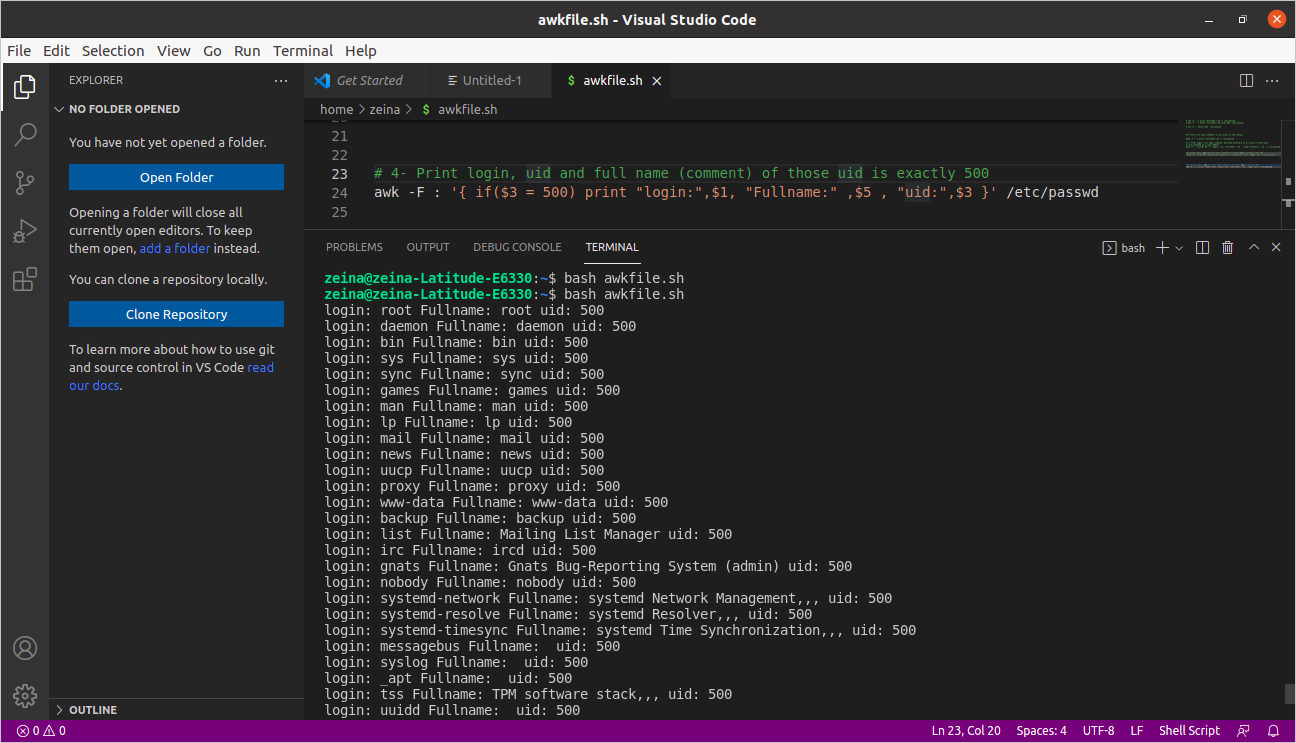 awkfile.sh - Visual Studio Code
File Edit Selection View Go Run Terminal Help
EXPLORER
NO FOLDER OPENED
You have not yet opened a folder.
Open Folder
Opening a folder will close all
currently open editors. To keep
them open, add a folder instead.
You can clone a repository locally.
Clone Repository
To learn more about how to use git
and source control in VS Code read
our docs.
OUTLINE
Get Started
Untitled-1
$ awkfile.sh
home > zeina > $ awkfile.sh
21
22
23 # 4- Print login, uid and full name (comment) of those uid is exactly 500
24 awk -F : '{ if($3 = 500) print "login:",$1, "Fullname:" ,$5 , "uid:",$3 }' /etc/passwd
25
PROBLEMS OUTPUT DEBUG CONSOLE TERMINAL
bash
zeina@zeina-Latitude-E6330:~$ bash awkfile.sh
zeina@zeina-Latitude-E6330:~$ bash awkfile.sh
login: root Fullname: root uid: 500
login: daemon Fullname: daemon uid: 500
login: bin Fullname: bin uid: 500
login: sys Fullname: sys uid: 500
login: sync Fullname: sync uid: 500
login: games Fullname: games uid: 500
login: man Fullname: man uid: 500
login: lp Fullname: lp uid: 500
login: mail Fullname: mail uid: 500
login: news Fullname: news uid: 500
login: uucp Fullname: uucp uid: 500
login: proxy Fullname: proxy uid: 500
login: www-data Fullname: www-data uid: 500
login: backup Fullname: backup uid: 500
login: list Fullname: Mailing List Manager uid: 500
login: irc Fullname: ircd uid: 500
login: gnats Fullname: Gnats Bug-Reporting System (admin) uid: 500
login: nobody Fullname: nobody uid: 500
login: systemd-network Fullname: systemd Network Management,,, uid: 500
login: systemd-resolve Fullname: systemd Resolver,,, uid: 500
login: systemd-timesync Fullname: systemd Time Synchronization,,, uid: 500
login: messagebus Fullname:  uid: 500
login: syslog Fullname:  uid: 500
login: _apt Fullname:  uid: 500
login: tss Fullname: TPM software stack,,, uid: 500
login: uuidd Fullname:  uid: 500
0 0
Ln 23, Col 20 Spaces: 4 UTF-8 LF Shell Script